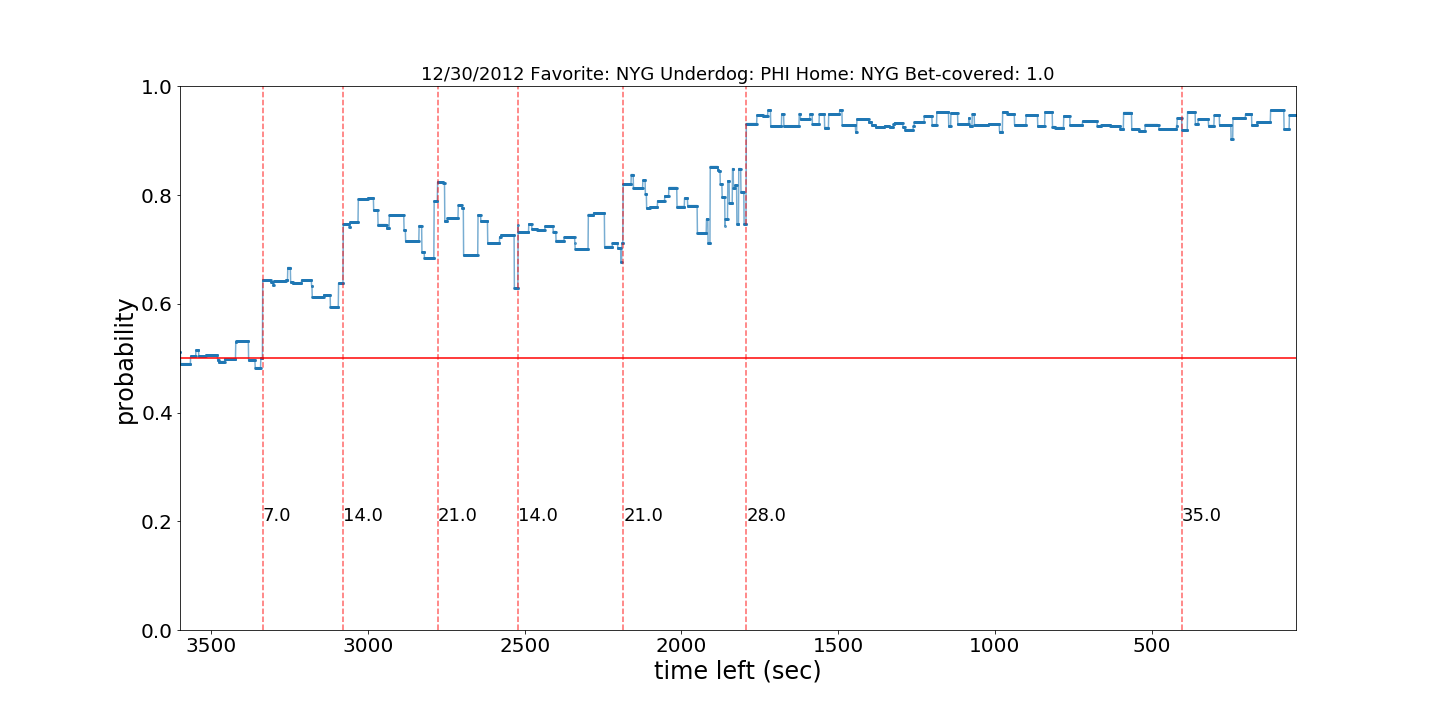 12/30/2012 Favorite: NYG Underdog: PHI Home: NYG Bet-covered: 1.0
probability
1.0
0.8
0.6
0.4
0.2
0.0
7.0 14.0 21.0 14.0 21.0 28.0 35.0
3500 3000 2500 2000 1500 1000 500
time left (sec)